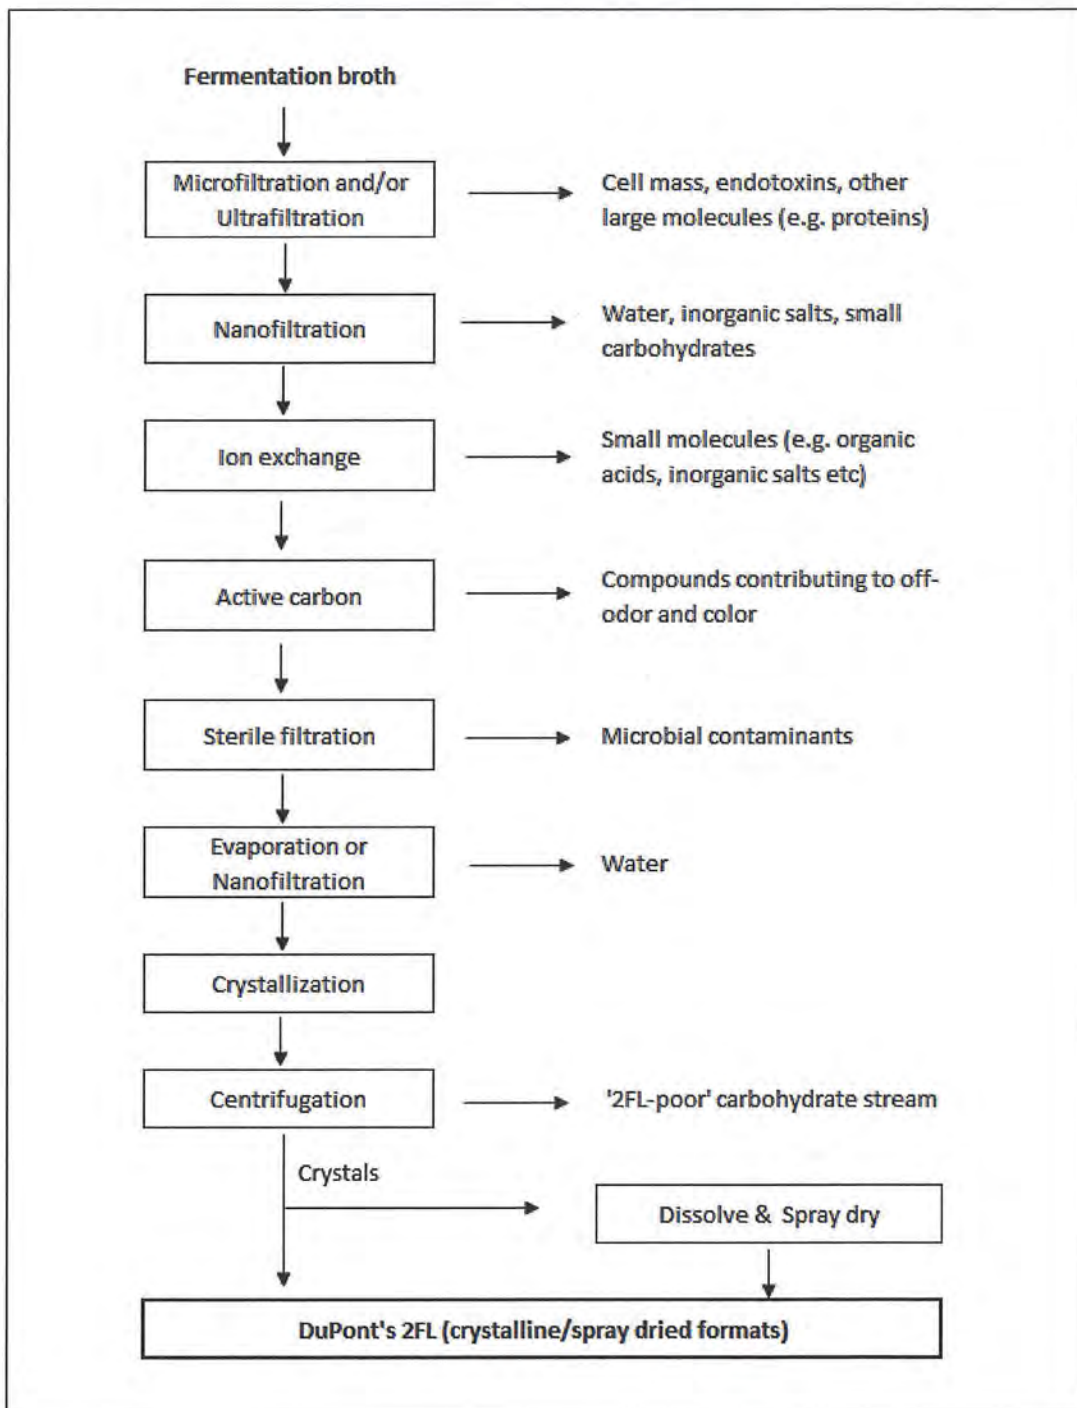 Fermentation broth
Microfiltration and/or
Ultrafiltration
Cell mass, endotoxins, other
large molecules (e.g. proteins)
Nanofiltration
Water, inorganic salts, small
carbohydrates
Ion exchange
Small molecules (e.g. organic
acids, inorganic salts etc)
Active carbon
Compounds contributing to off-
odor and color
Sterile filtration
Microbial contaminants
Evaporation or
Nanofiltration
Water
Crystallization
Centrifugation
'2FL-poor' carbohydrate stream
Crystals
Dissolve & Spray dry
DuPont's 2FL (crystalline/spray dried formats)